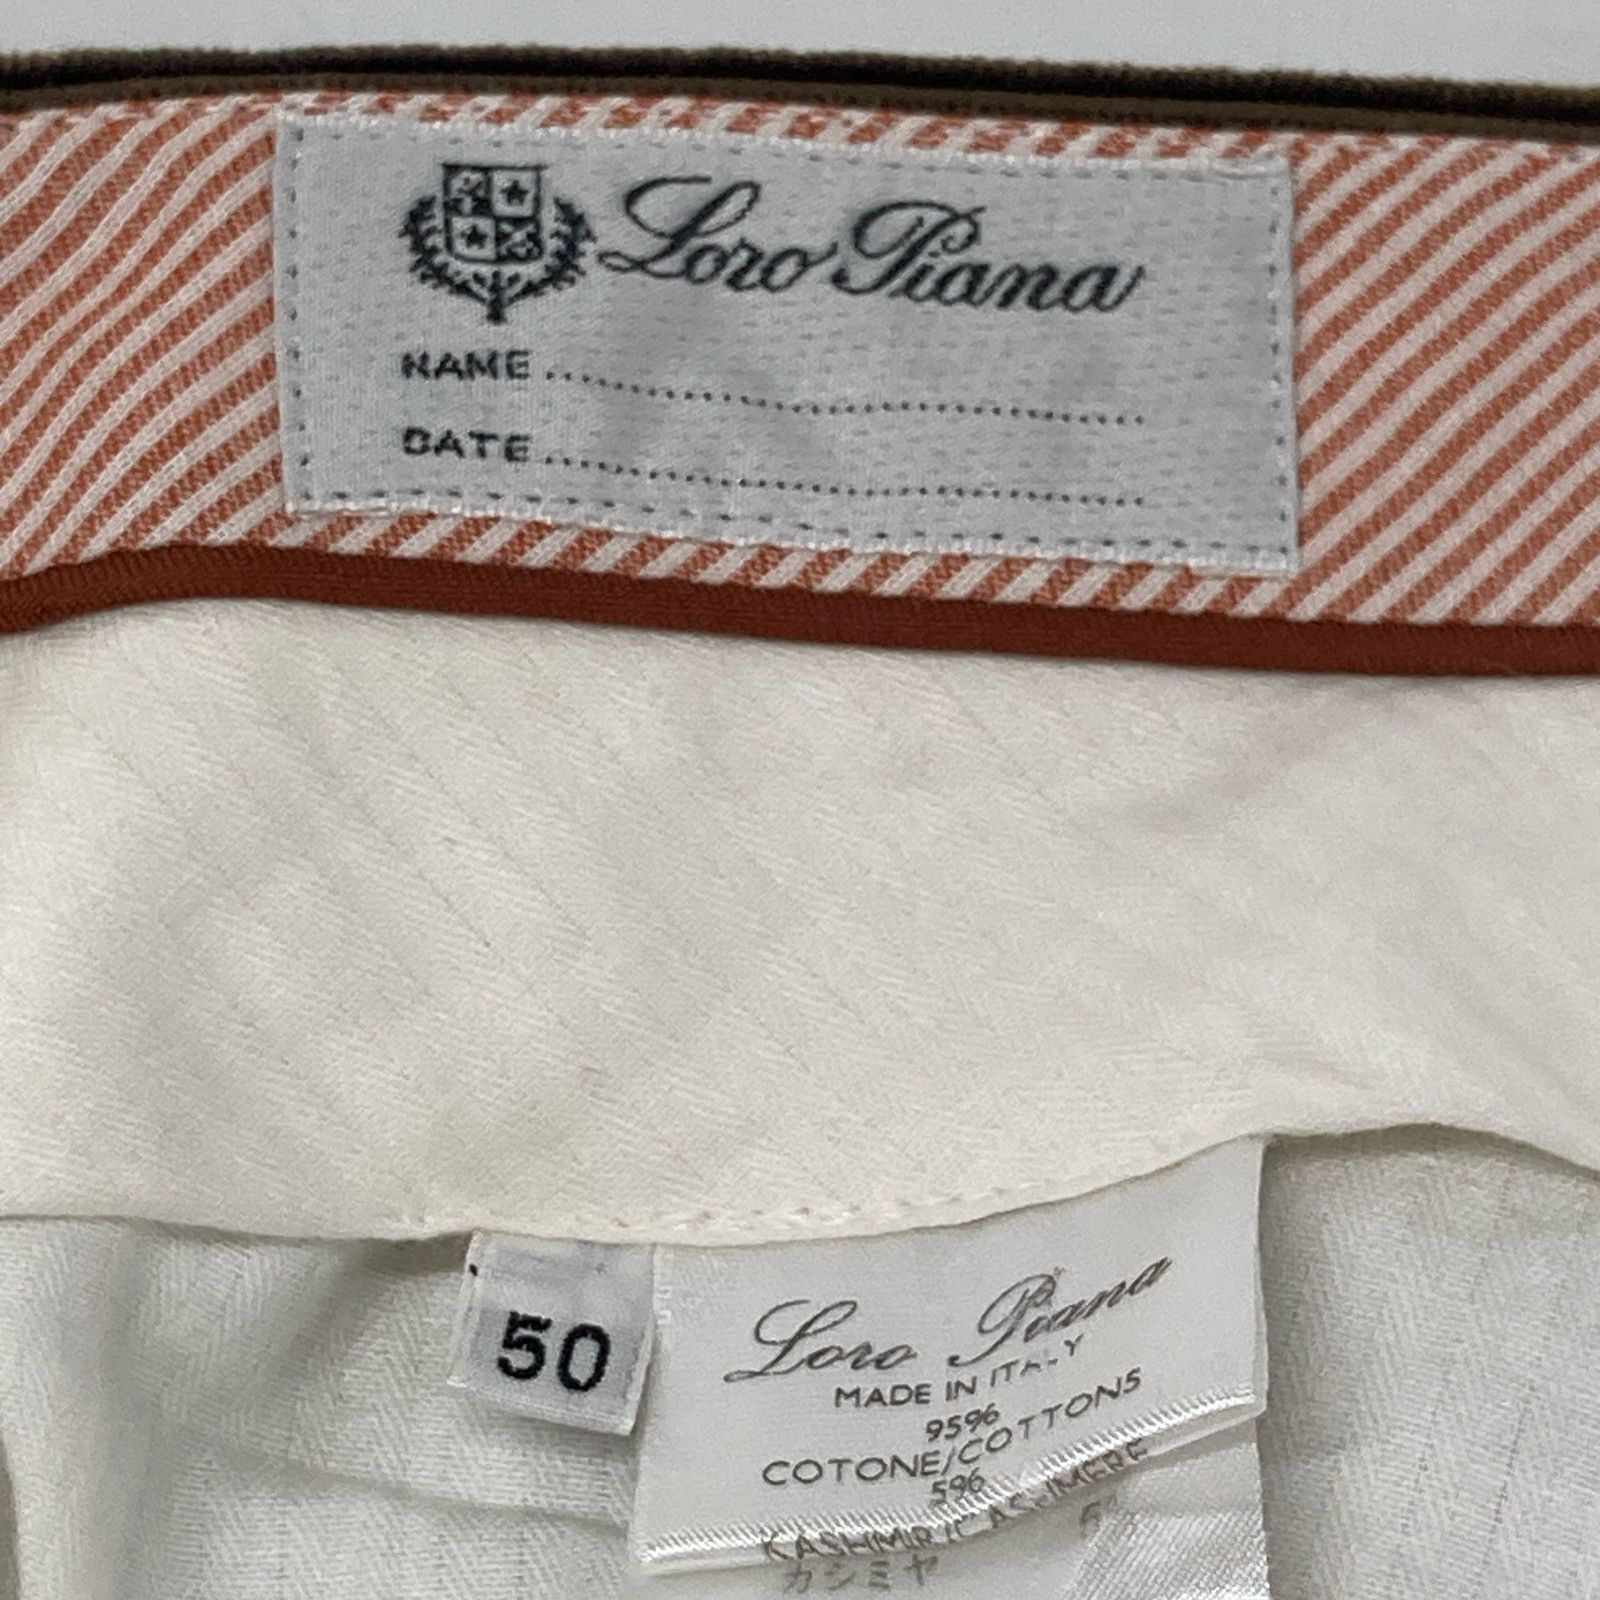 Loro Piana
NAME
DATE
50
Loro Piana
MADE IN ITALY
95%
COTONE/COTTONS
5%
KASHMIR/CASHMERE
カシミヤ